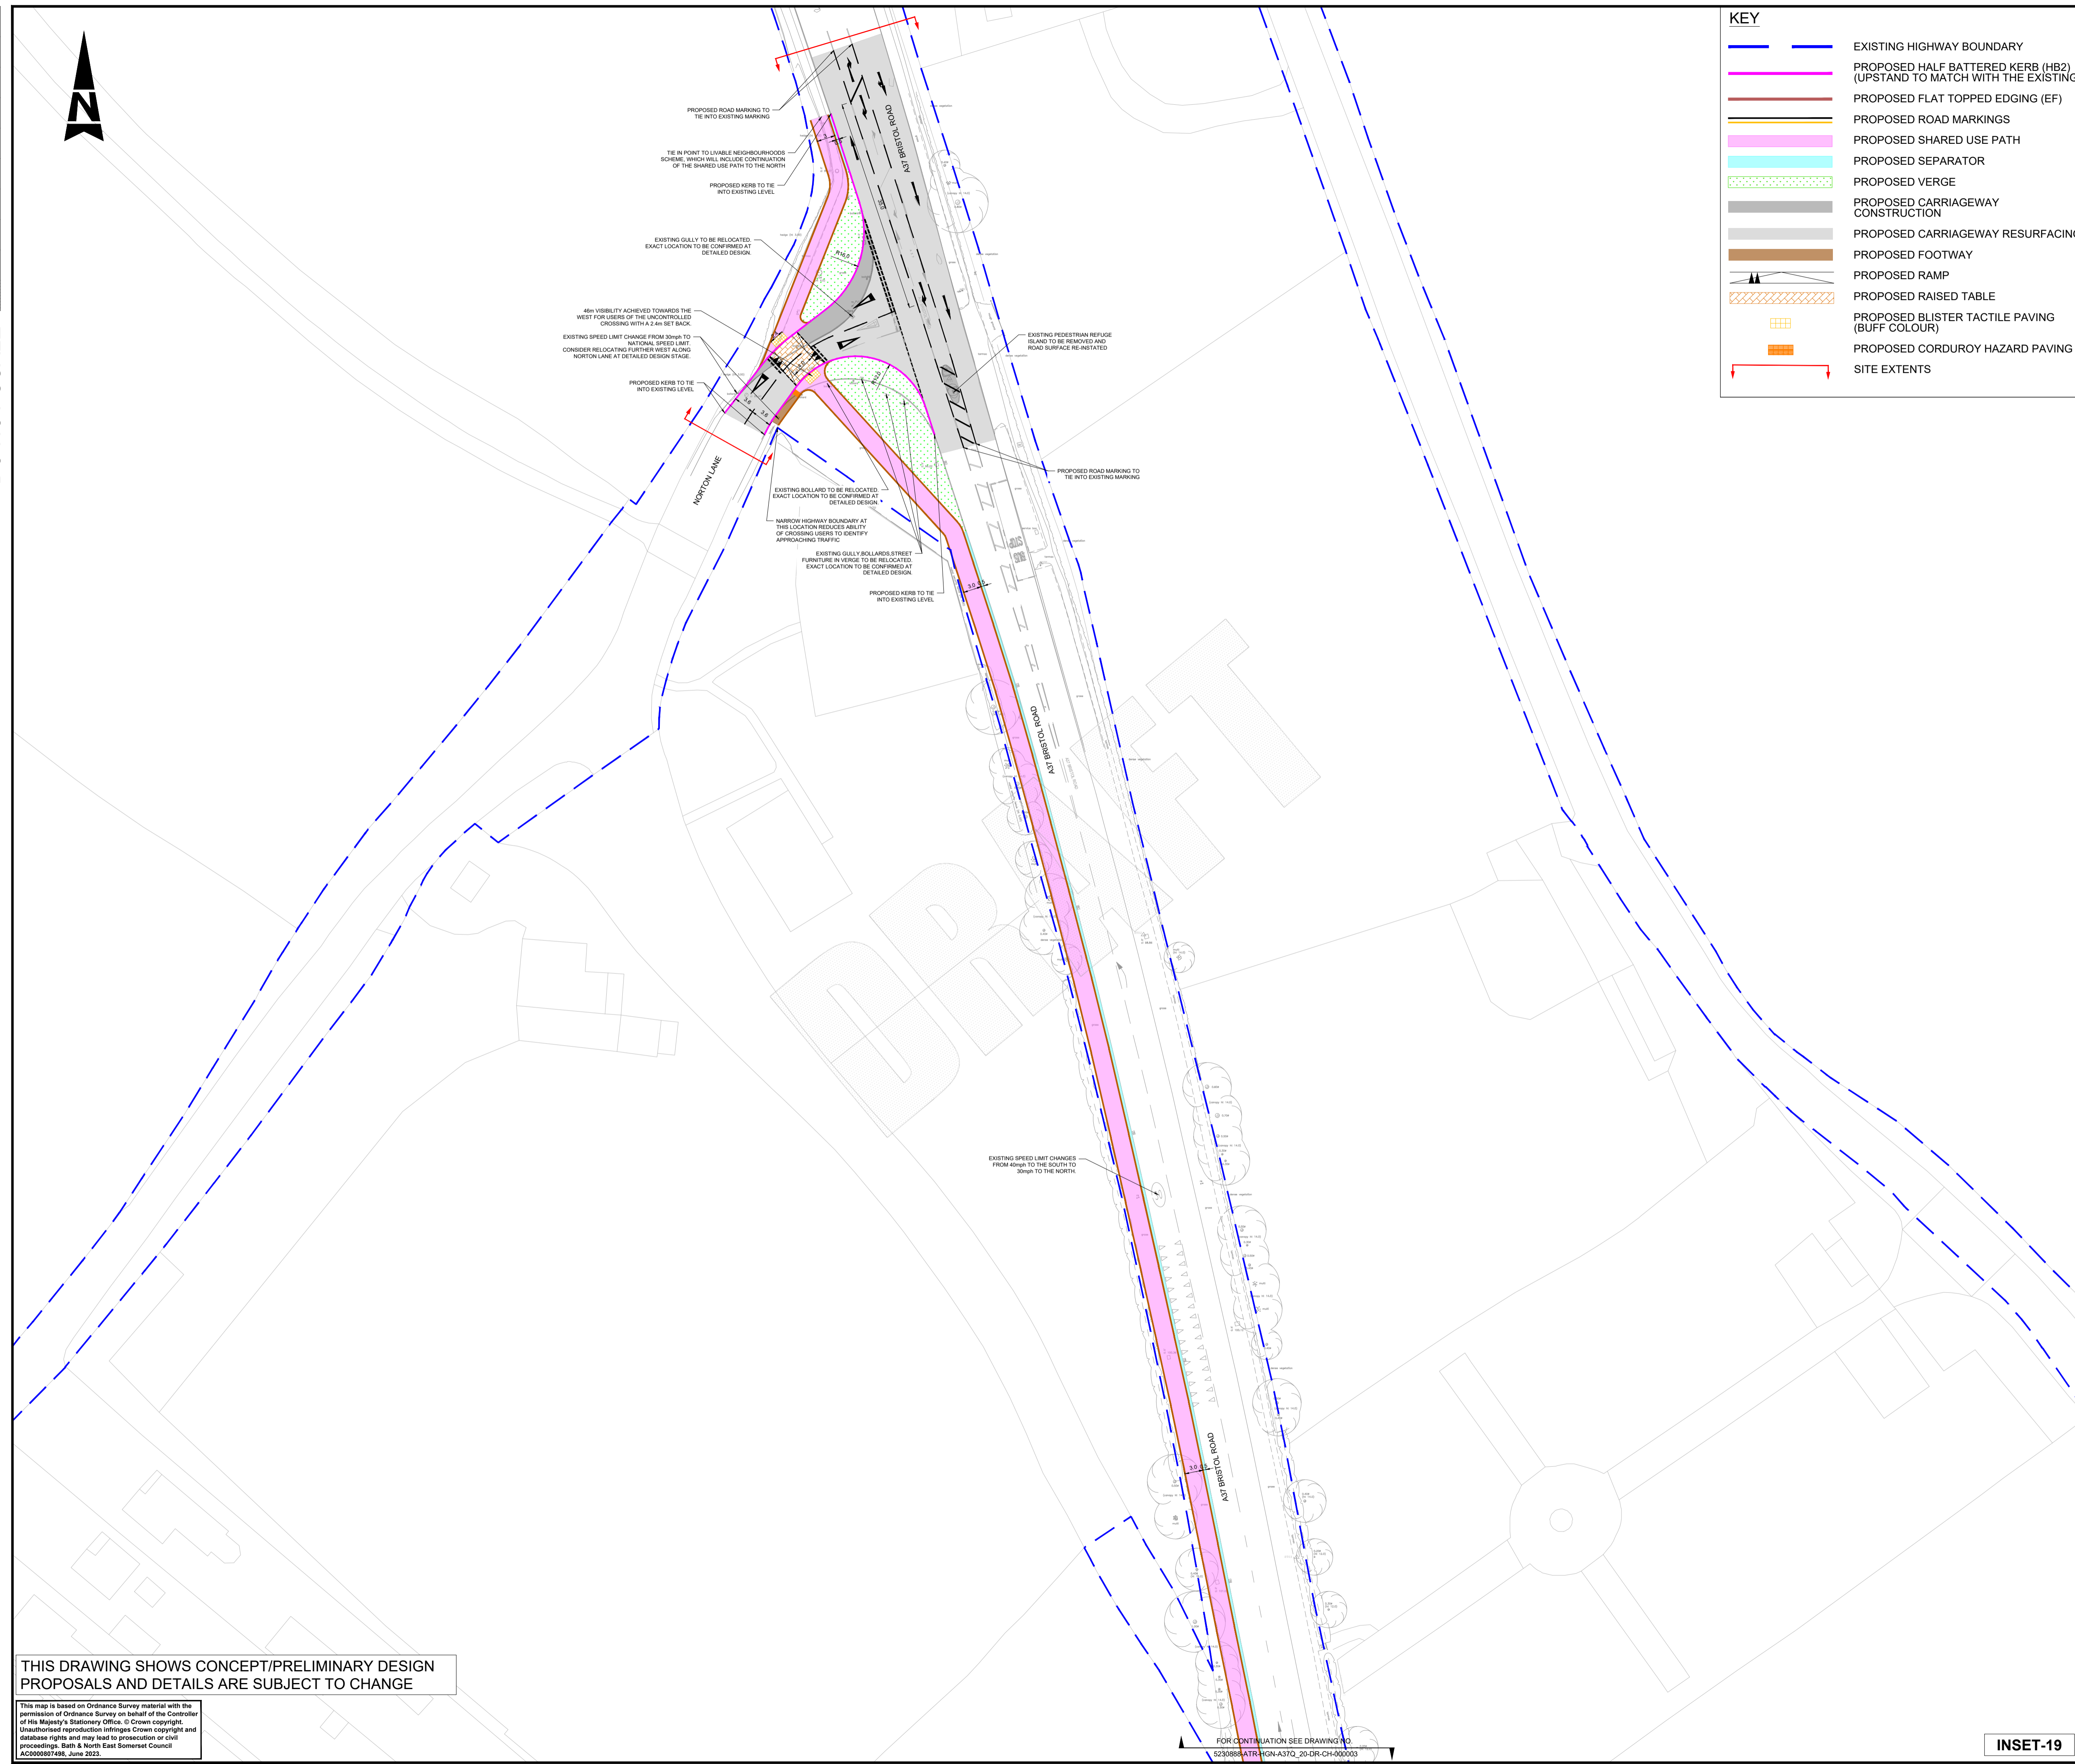 KEY
EXISTING HIGHWAY BOUNDARY
PROPOSED HALF BATTERED KERB (HB2)
(UPSTAND TO MATCH WITH THE EXISTING
PROPOSED FLAT TOPPED EDGING (EF)
PROPOSED ROAD MARKINGS
PROPOSED SHARED USE PATH
PROPOSED SEPARATOR
PROPOSED VERGE
PROPOSED CARRIAGEWAY
CONSTRUCTION
PROPOSED CARRIAGEWAY RESURFACING
PROPOSED FOOTWAY
PROPOSED RAMP
PROPOSED RAISED TABLE
PROPOSED BLISTER TACTILE PAVING
(BUFF COLOUR)
PROPOSED CORDUROY HAZARD PAVING
SITE EXTENTS
N
PROPOSED ROAD MARKING TO
TIE INTO EXISTING MARKING
TIE IN POINT TO LIVABLE NEIGHBOURHOODS
SCHEME, WHICH WILL INCLUDE CONTINUATION
OF THE SHARED USE PATH TO THE NORTH
PROPOSED KERB TO TIE
INTO EXISTING LEVEL
A37 BRISTOL ROAD
EXISTING GULLY TO BE RELOCATED.
EXACT LOCATION TO BE CONFIRMED AT
DETAILED DESIGN.
R16.0
46m VISIBILITY ACHIEVED TOWARDS THE
WEST FOR USERS OF THE UNCONTROLLED
CROSSING WITH A 2.4m SET BACK.
EXISTING SPEED LIMIT CHANGE FROM 30mph TO
NATIONAL SPEED LIMIT.
CONSIDER RELOCATING FURTHER WEST ALONG
NORTON LANE AT DETAILED DESIGN STAGE.
PROPOSED KERB TO TIE
INTO EXISTING LEVEL
EXISTING PEDESTRIAN REFUGE
ISLAND TO BE REMOVED AND
ROAD SURFACE RE-INSTATED
R12.0
3.6
3.6
NORTON LANE
PROPOSED ROAD MARKING TO
TIE INTO EXISTING MARKING
EXISTING BOLLARD TO BE RELOCATED.
EXACT LOCATION TO BE CONFIRMED AT
DETAILED DESIGN.
NARROW HIGHWAY BOUNDARY AT
THIS LOCATION REDUCES ABILITY
OF CROSSING USERS TO IDENTIFY
APPROACHING TRAFFIC
EXISTING GULLY,BOLLARDS,STREET
FURNITURE IN VERGE TO BE RELOCATED.
EXACT LOCATION TO BE CONFIRMED AT
DETAILED DESIGN.
BUS
STOP
PROPOSED KERB TO TIE
INTO EXISTING LEVEL
3.0 0.5
A37 BRISTOL ROAD
DRAFT
EXISTING SPEED LIMIT CHANGES
FROM 40mph TO THE SOUTH TO
30mph TO THE NORTH.
A37 BRISTOL ROAD
3.0 0.5
THIS DRAWING SHOWS CONCEPT/PRELIMINARY DESIGN
PROPOSALS AND DETAILS ARE SUBJECT TO CHANGE
This map is based on Ordnance Survey material with the
permission of Ordnance Survey on behalf of the Controller
of His Majesty's Stationery Office. © Crown copyright.
Unauthorised reproduction infringes Crown copyright and
database rights and may lead to prosecution or civil
proceedings. Bath & North East Somerset Council
AC0000807498, June 2023.
FOR CONTINUATION SEE DRAWING NO.
5230888-ATR-HGN-A37Q_20-DR-CH-000003
INSET-19